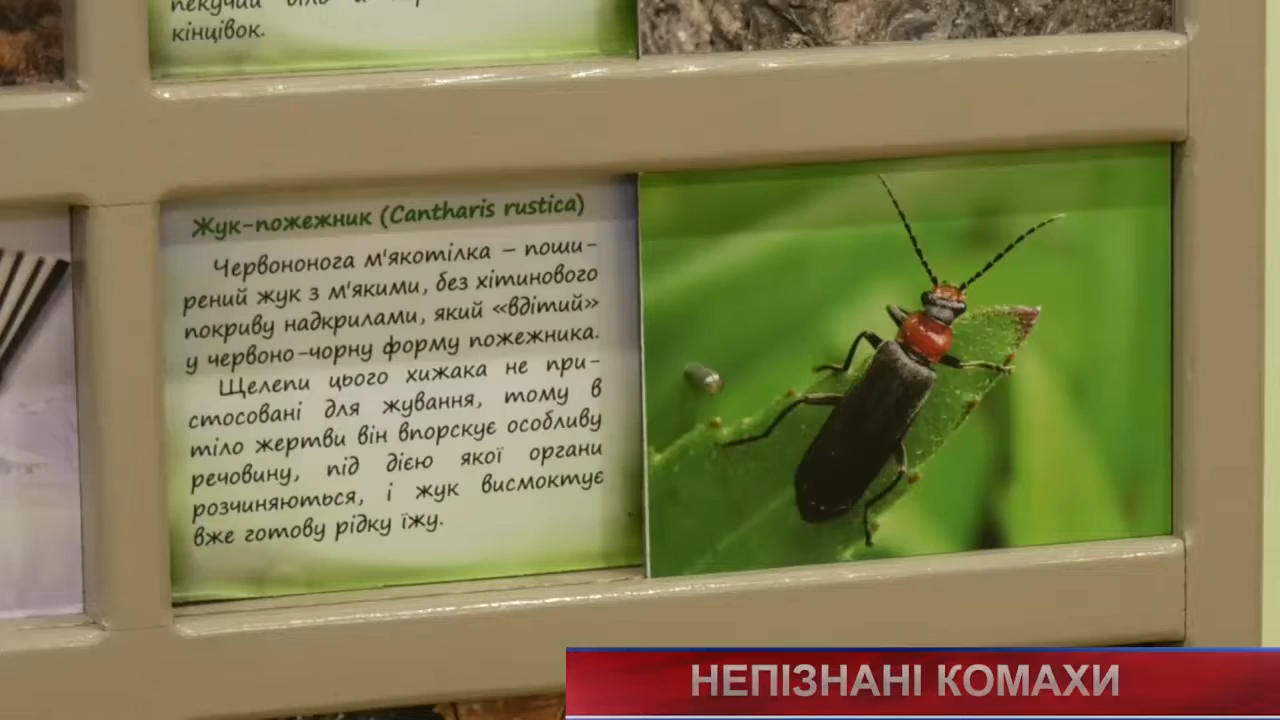 кінцівок.
Жук-пожежник (Cantharis rustica)
Червононога м'якотілка – поши-
рений жук з м'якими, без хітинового
покриву надкрилами, який «вдітий»
у червоно-чорну форму пожежника.
Щелепи цього хижака не при-
стосовані для жування, тому в
тіло жертви він впорскує особливу
речовину, під дією якої органи
розчиняються, і жук висмоктує
вже готову рідку їжу.
НЕПІЗНАНІ КОМАХИ